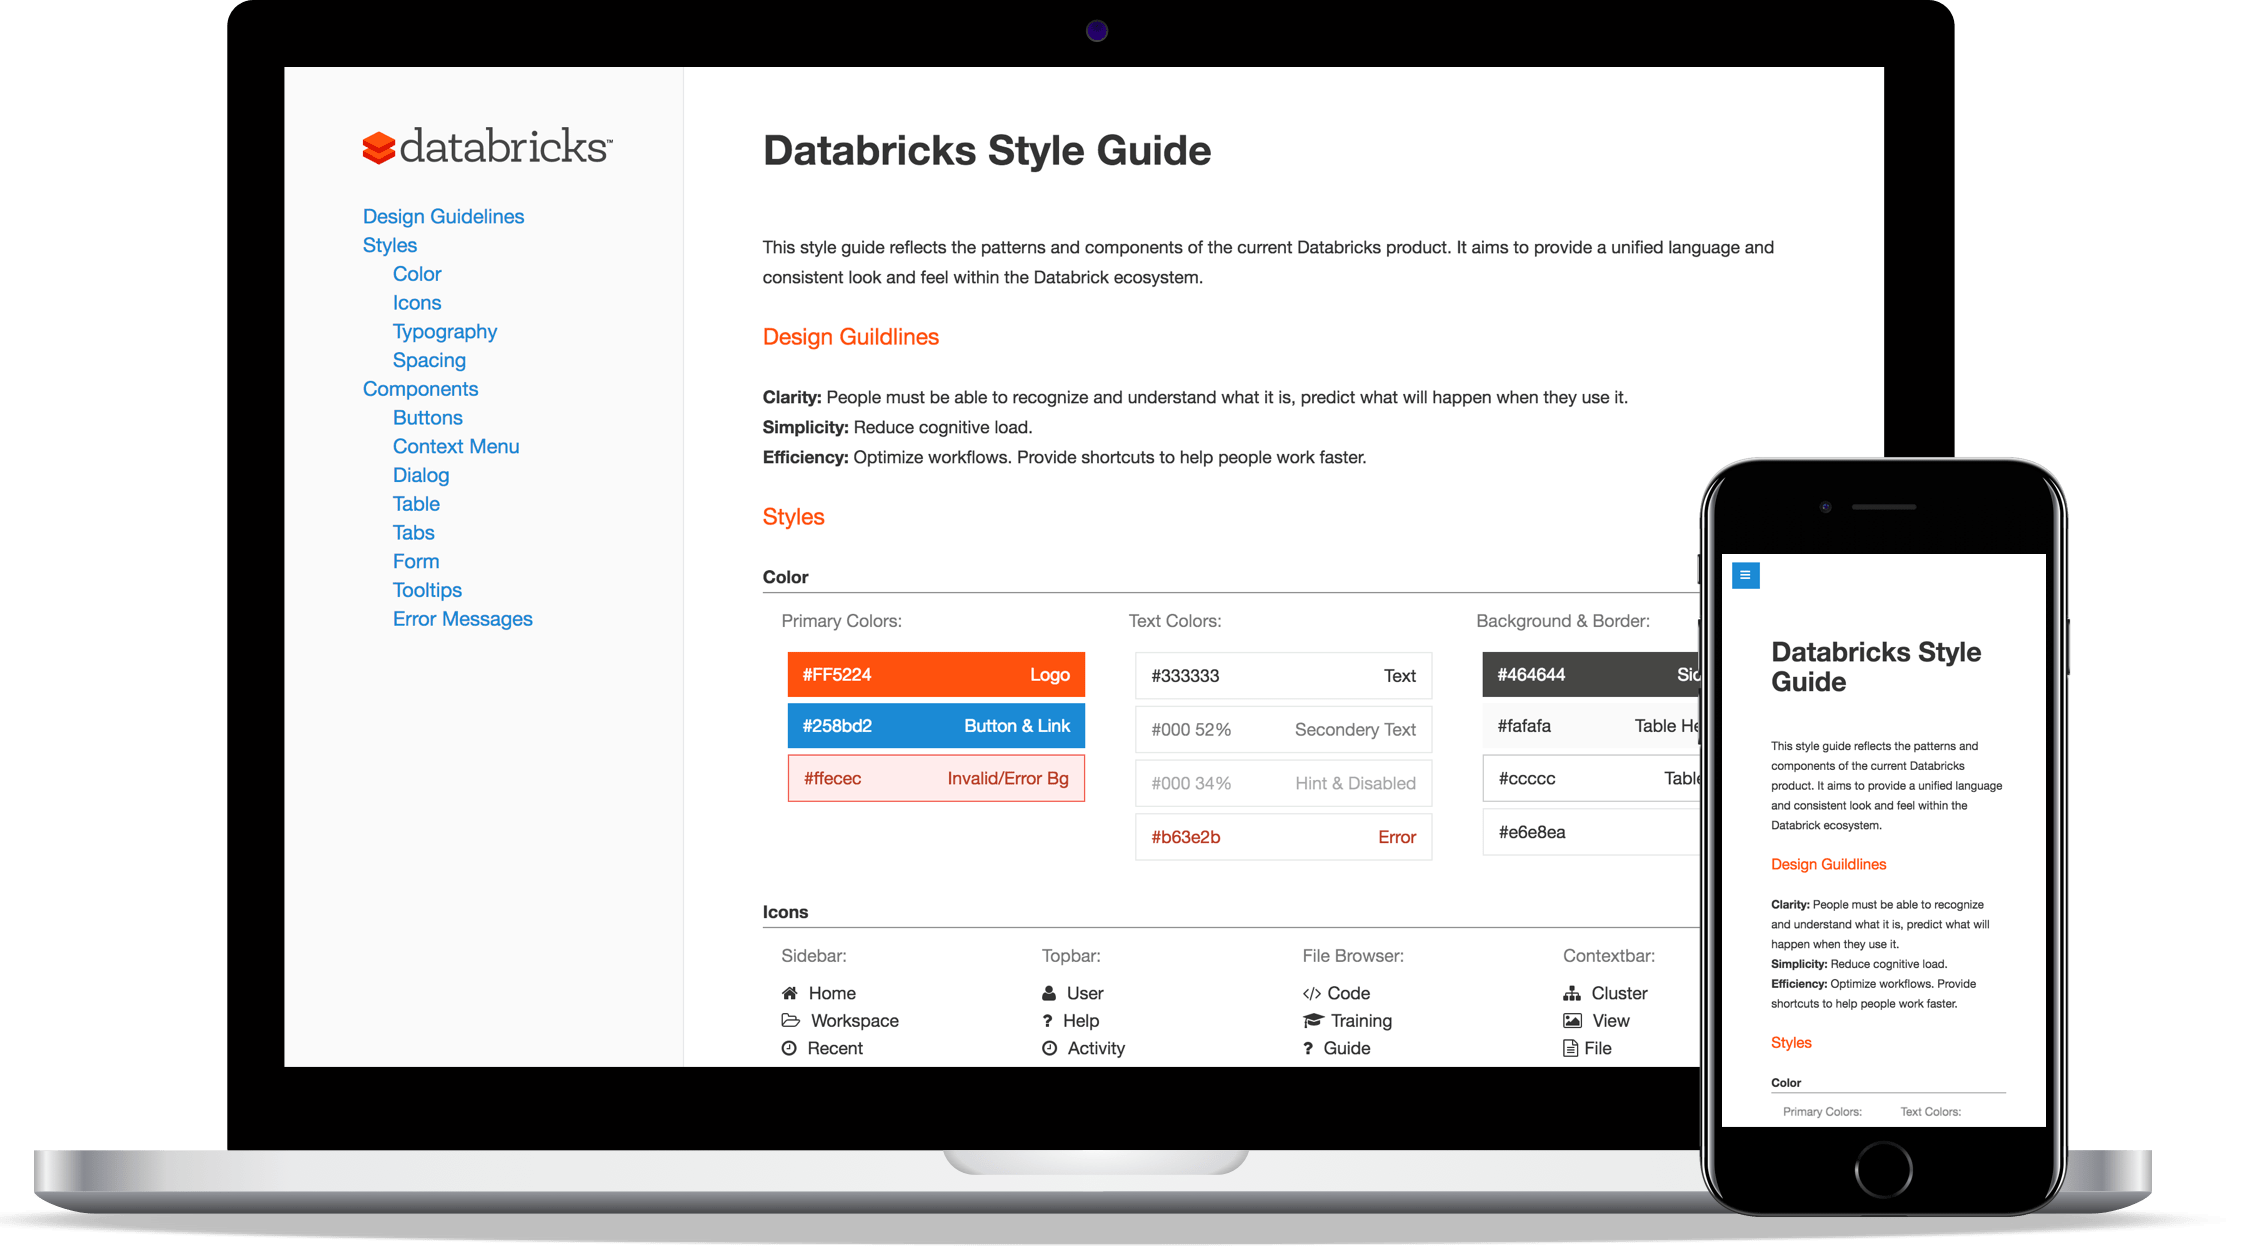 databricks™
Design Guidelines
Styles
Color
Icons
Typography
Spacing
Components
Buttons
Context Menu
Dialog
Table
Tabs
Form
Tooltips
Error Messages
Databricks Style Guide
This style guide reflects the patterns and components of the current Databricks product. It aims to provide a unified language and
consistent look and feel within the Databrick ecosystem.
Design Guildlines
Clarity: People must be able to recognize and understand what it is, predict what will happen when they use it.
Simplicity: Reduce cognitive load.
Efficiency: Optimize workflows. Provide shortcuts to help people work faster.
Styles
Color
Primary Colors:
#FF5224 Logo
#258bd2 Button & Link
#ffecec Invalid/Error Bg
Text Colors:
#333333 Text
#000 52% Secondery Text
#000 34% Hint & Disabled
#b63e2b Error
Background & Border:
#464644
#fafafa Table
#ccccc Table
#e6e8ea
Icons
Sidebar:
Home
Workspace
Recent
Topbar:
User
? Help
Activity
File Browser:
</> Code
Training
? Guide
Contextbar:
Cluster
View
File
Databricks Style
Guide
This style guide reflects the patterns and
components of the current Databricks
product. It aims to provide a unified language
and consistent look and feel within the
Databrick ecosystem.
Design Guildlines
Clarity: People must be able to recognize
and understand what it is, predict what will
happen when they use it.
Simplicity: Reduce cognitive load.
Efficiency: Optimize workflows. Provide
shortcuts to help people work faster.
Styles
Color
Primary Colors: Text Colors: